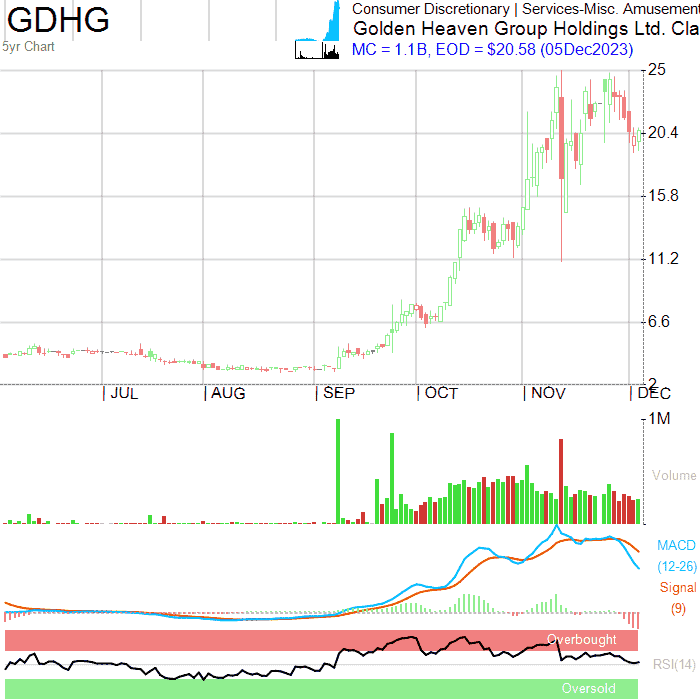 GDHG
5yr Chart
Consumer Discretionary | Services-Misc. Amusement
Golden Heaven Group Holdings Ltd. Cla
MC = 1.1B, EOD = $20.58 (05Dec2023)
25
20.4
15.8
11.2
6.6
2
| JUL | AUG | SEP | OCT | NOV | DEC
1M
Volume
MACD
(12-26)
Signal
(9)
Overbought
RSI(14)
Oversold